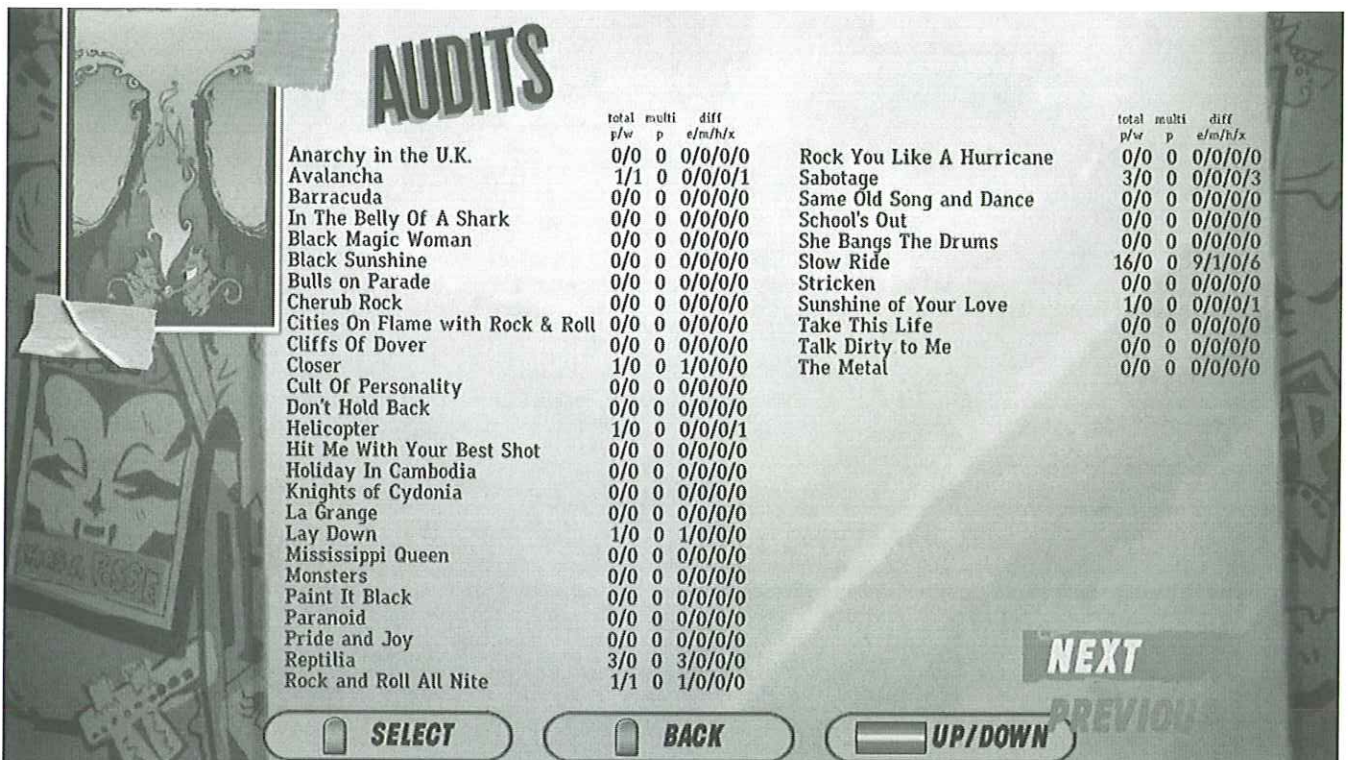 AUDITS
total multi diff
p/w p e/m/h/x
Anarchy in the U.K. 0/0 0 0/0/0/0
Avalancha 1/1 0 0/0/0/1
Barracuda 0/0 0 0/0/0/0
In The Belly Of A Shark 0/0 0 0/0/0/0
Black Magic Woman 0/0 0 0/0/0/0
Black Sunshine 0/0 0 0/0/0/0
Bulls on Parade 0/0 0 0/0/0/0
Cherub Rock 0/0 0 0/0/0/0
Cities On Flame with Rock & Roll 0/0 0 0/0/0/0
Cliffs Of Dover 0/0 0 0/0/0/0
Closer 1/0 0 1/0/0/0
Cult Of Personality 0/0 0 0/0/0/0
Don't Hold Back 0/0 0 0/0/0/0
Helicopter 1/0 0 0/0/0/1
Hit Me With Your Best Shot 0/0 0 0/0/0/0
Holiday In Cambodia 0/0 0 0/0/0/0
Knights of Cydonia 0/0 0 0/0/0/0
La Grange 0/0 0 0/0/0/0
Lay Down 1/0 0 1/0/0/0
Mississippi Queen 0/0 0 0/0/0/0
Monsters 0/0 0 0/0/0/0
Paint It Black 0/0 0 0/0/0/0
Paranoid 0/0 0 0/0/0/0
Pride and Joy 0/0 0 0/0/0/0
Reptilia 3/0 0 3/0/0/0
Rock and Roll All Nite 1/1 0 1/0/0/0
total multi diff
p/w p e/m/h/x
Rock You Like A Hurricane 0/0 0 0/0/0/0
Sabotage 3/0 0 0/0/0/3
Same Old Song and Dance 0/0 0 0/0/0/0
School's Out 0/0 0 0/0/0/0
She Bangs The Drums 0/0 0 0/0/0/0
Slow Ride 16/0 0 9/1/0/6
Stricken 0/0 0 0/0/0/0
Sunshine of Your Love 1/0 0 0/0/0/1
Take This Life 0/0 0 0/0/0/0
Talk Dirty to Me 0/0 0 0/0/0/0
The Metal 0/0 0 0/0/0/0
NEXT
PREVIOUS
SELECT
BACK
UP/DOWN